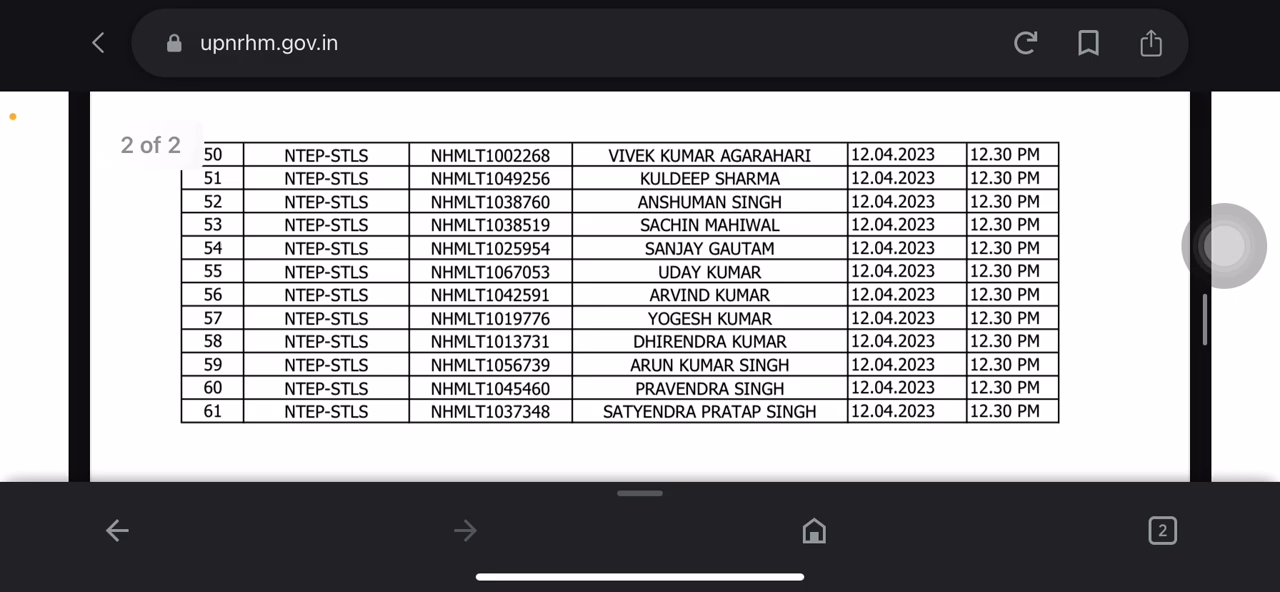 upnrhm.gov.in
2 of 2
50 NTEP-STLS NHMLT1002268 VIVEK KUMAR AGARAHARI 12.04.2023 12.30 PM
51 NTEP-STLS NHMLT1049256 KULDEEP SHARMA 12.04.2023 12.30 PM
52 NTEP-STLS NHMLT1038760 ANSHUMAN SINGH 12.04.2023 12.30 PM
53 NTEP-STLS NHMLT1038519 SACHIN MAHIWAL 12.04.2023 12.30 PM
54 NTEP-STLS NHMLT1025954 SANJAY GAUTAM 12.04.2023 12.30 PM
55 NTEP-STLS NHMLT1067053 UDAY KUMAR 12.04.2023 12.30 PM
56 NTEP-STLS NHMLT1042591 ARVIND KUMAR 12.04.2023 12.30 PM
57 NTEP-STLS NHMLT1019776 YOGESH KUMAR 12.04.2023 12.30 PM
58 NTEP-STLS NHMLT1013731 DHIRENDRA KUMAR 12.04.2023 12.30 PM
59 NTEP-STLS NHMLT1056739 ARUN KUMAR SINGH 12.04.2023 12.30 PM
60 NTEP-STLS NHMLT1045460 PRAVENDRA SINGH 12.04.2023 12.30 PM
61 NTEP-STLS NHMLT1037348 SATYENDRA PRATAP SINGH 12.04.2023 12.30 PM
2